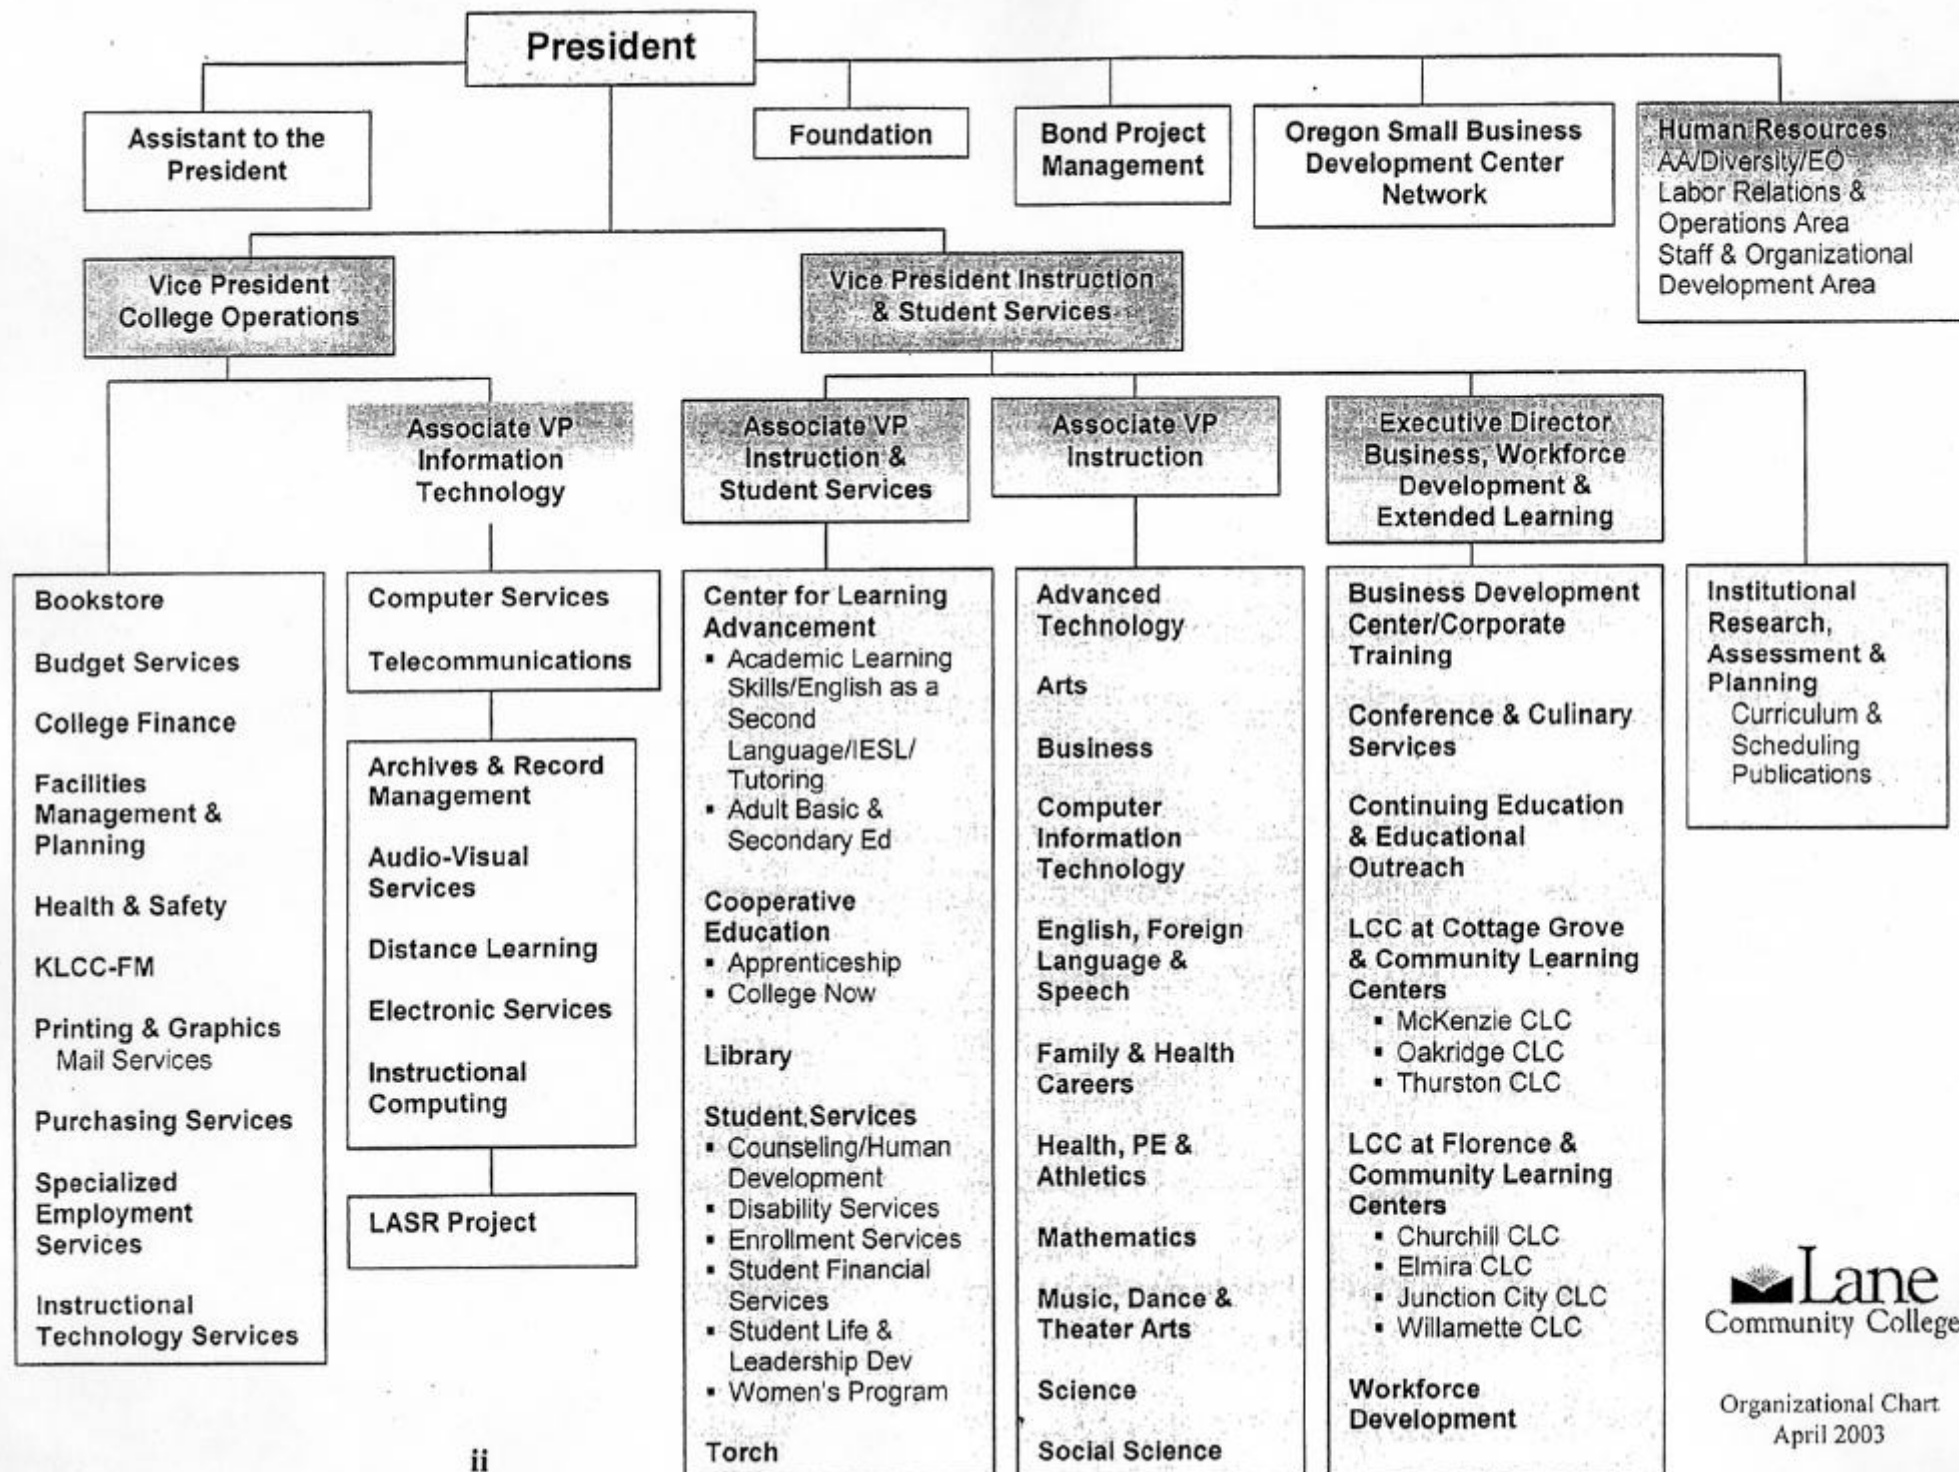 President
Assistant to the
President
Foundation
Bond Project
Management
Oregon Small Business
Development Center
Network
Human Resources
AA/Diversity/EO
Labor Relations &
Operations Area
Staff & Organizational
Development Area
Vice President
College Operations
Vice President Instruction
& Student Services
Associate VP
Information
Technology
Associate VP
Instruction &
Student Services
Associate VP
Instruction
Executive Director
Business, Workforce
Development &
Extended Learning
Bookstore
Budget Services
College Finance
Facilities
Management &
Planning
Health & Safety
KLCC-FM
Printing & Graphics
Mail Services
Purchasing Services
Specialized
Employment
Services
Instructional
Technology Services
Computer Services
Telecommunications
Archives & Record
Management
Audio-Visual
Services
Distance Learning
Electronic Services
Instructional
Computing
LASR Project
Center for Learning
Advancement
▪ Academic Learning
Skills/English as a
Second
Language/IESL/
Tutoring
▪ Adult Basic &
Secondary Ed
Cooperative
Education
▪ Apprenticeship
▪ College Now
Library
Student Services
▪ Counseling/Human
Development
▪ Disability Services
▪ Enrollment Services
▪ Student Financial
Services
▪ Student Life &
Leadership Dev
▪ Women's Program
Torch
Advanced
Technology
Arts
Business
Computer
Information
Technology
English, Foreign
Language &
Speech
Family & Health
Careers
Health, PE &
Athletics
Mathematics
Music, Dance &
Theater Arts
Science
Social Science
Business Development
Center/Corporate
Training
Conference & Culinary
Services
Continuing Education
& Educational
Outreach
LCC at Cottage Grove
& Community Learning
Centers
▪ McKenzie CLC
▪ Oakridge CLC
▪ Thurston CLC
LCC at Florence &
Community Learning
Centers
▪ Churchill CLC
▪ Elmira CLC
▪ Junction City CLC
▪ Willamette CLC
Workforce
Development
Institutional
Research,
Assessment &
Planning
Curriculum &
Scheduling
Publications
Lane
Community College
Organizational Chart
April 2003
ii